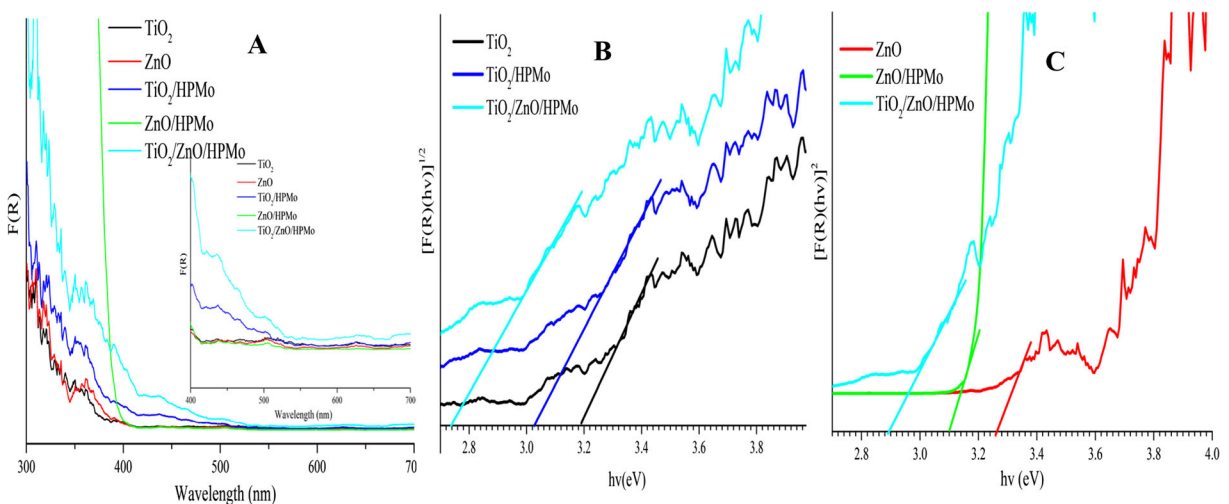 A
TiO2
ZnO
TiO2/HPMo
ZnO/HPMo
TiO2/ZnO/HPMo
F(R)
300 400 500 600 70
Wavelength (nm)
TiO2
ZnO
TiO2/HPMo
ZnO/HPMo
TiO2/ZnO/HPMo
F(R)
400 500 600 700
Wavelength (nm)
B
TiO2
TiO2/HPMo
TiO2/ZnO/HPMo
[F(R)(hν)]1/2
2.8 3.0 3.2 3.4 3.6 3.8
hν(eV)
C
ZnO
ZnO/HPMo
TiO2/ZnO/HPMo
[F(R)(hν)]2
2.8 3.0 3.2 3.4 3.6 3.8 4.0
hν (eV)